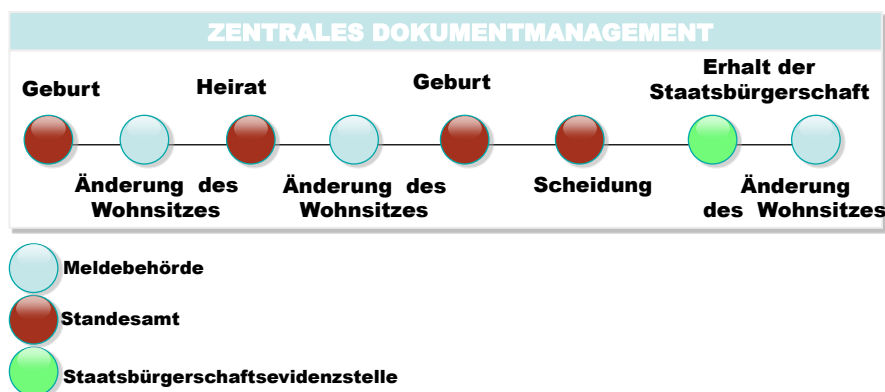 ZENTRALES DOKUMENTMANAGEMENT
Geburt
Heirat
Geburt
Erhalt der
Staatsbürgerschaft
Änderung des
Wohnsitzes
Änderung des
Wohnsitzes
Scheidung
Änderung
des Wohnsitzes
Meldebehörde
Standesamt
Staatsbürgerschaftsevidenzstelle